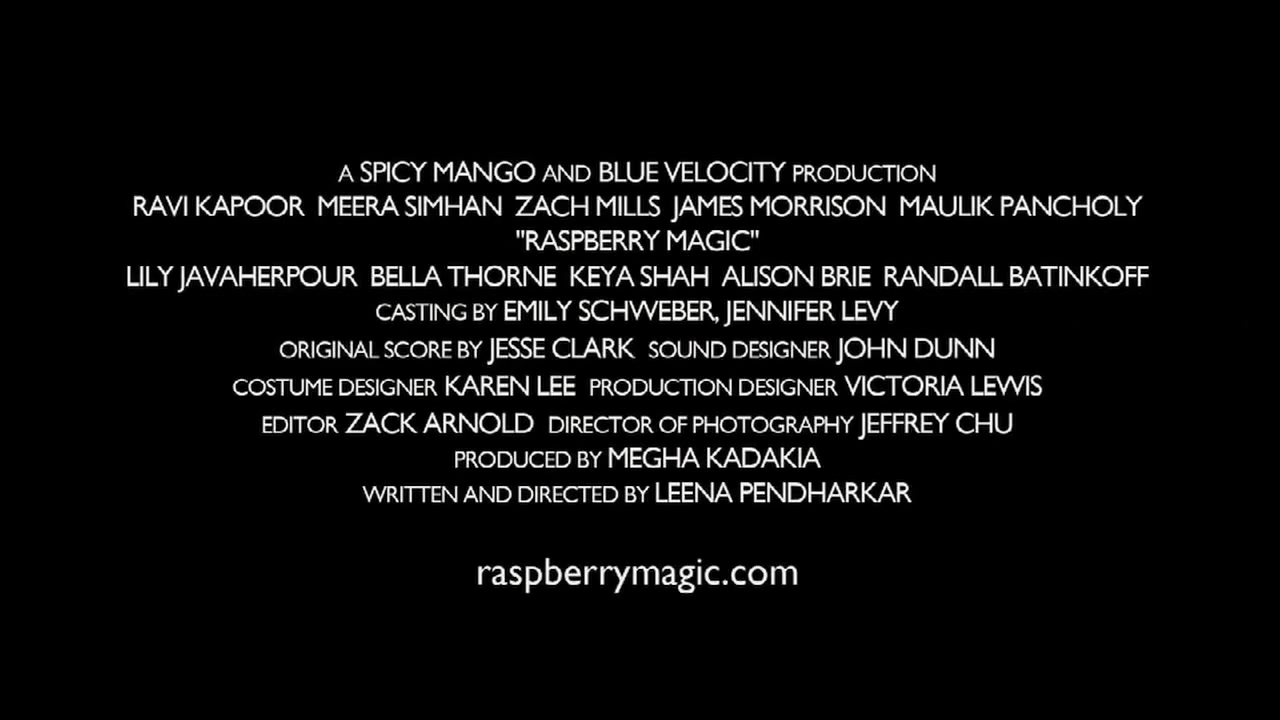 A SPICY MANGO AND BLUE VELOCITY PRODUCTION
RAVI KAPOOR MEERA SIMHAN ZACH MILLS JAMES MORRISON MAULIK PANCHOLY
"RASPBERRY MAGIC"
LILY JAVAHERPOUR BELLA THORNE KEYA SHAH ALISON BRIE RANDALL BATINKOFF
CASTING BY EMILY SCHWEBER, JENNIFER LEVY
ORIGINAL SCORE BY JESSE CLARK SOUND DESIGNER JOHN DUNN
COSTUME DESIGNER KAREN LEE PRODUCTION DESIGNER VICTORIA LEWIS
EDITOR ZACK ARNOLD DIRECTOR OF PHOTOGRAPHY JEFFREY CHU
PRODUCED BY MEGHA KADAKIA
WRITTEN AND DIRECTED BY LEENA PENDHARKAR
raspberrymagic.com